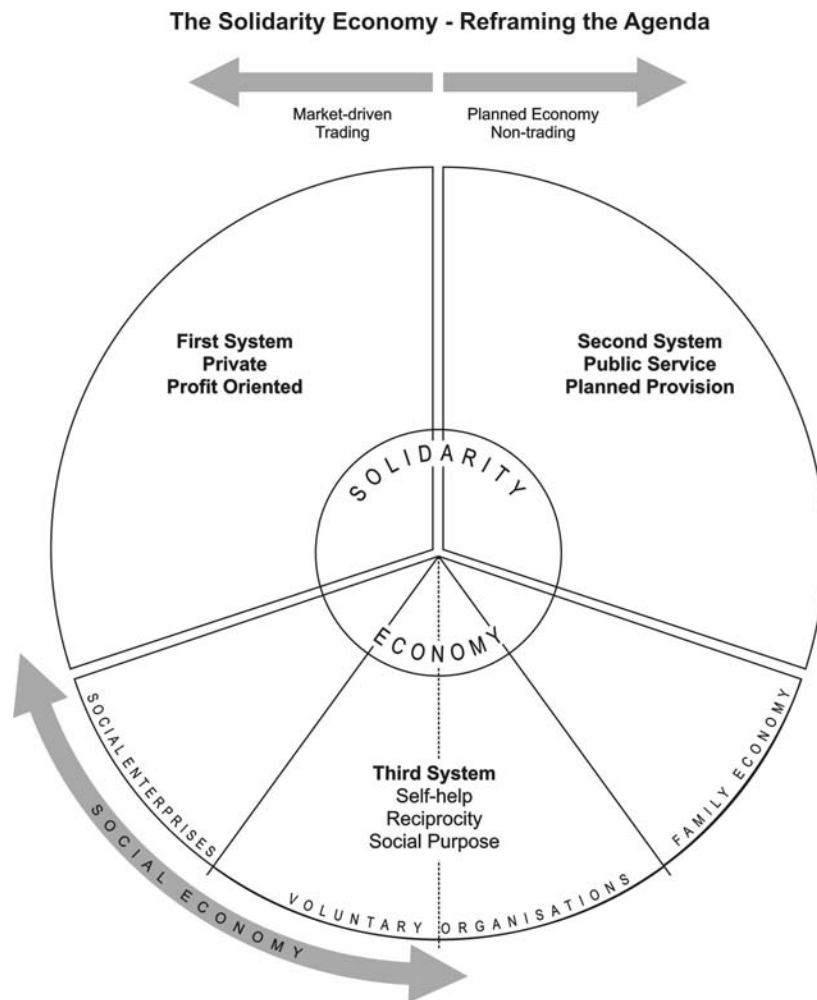 The Solidarity Economy - Reframing the Agenda
Market-driven
Trading
Planned Economy
Non-trading
First System
Private
Profit Oriented
Second System
Public Service
Planned Provision
SOLIDARITY
ECONOMY
SOCIAL ENTERPRISES
Third System
Self-help
Reciprocity
Social Purpose
FAMILY ECONOMY
VOLUNTARY ORGANISATIONS
SOCIAL ECONOMY